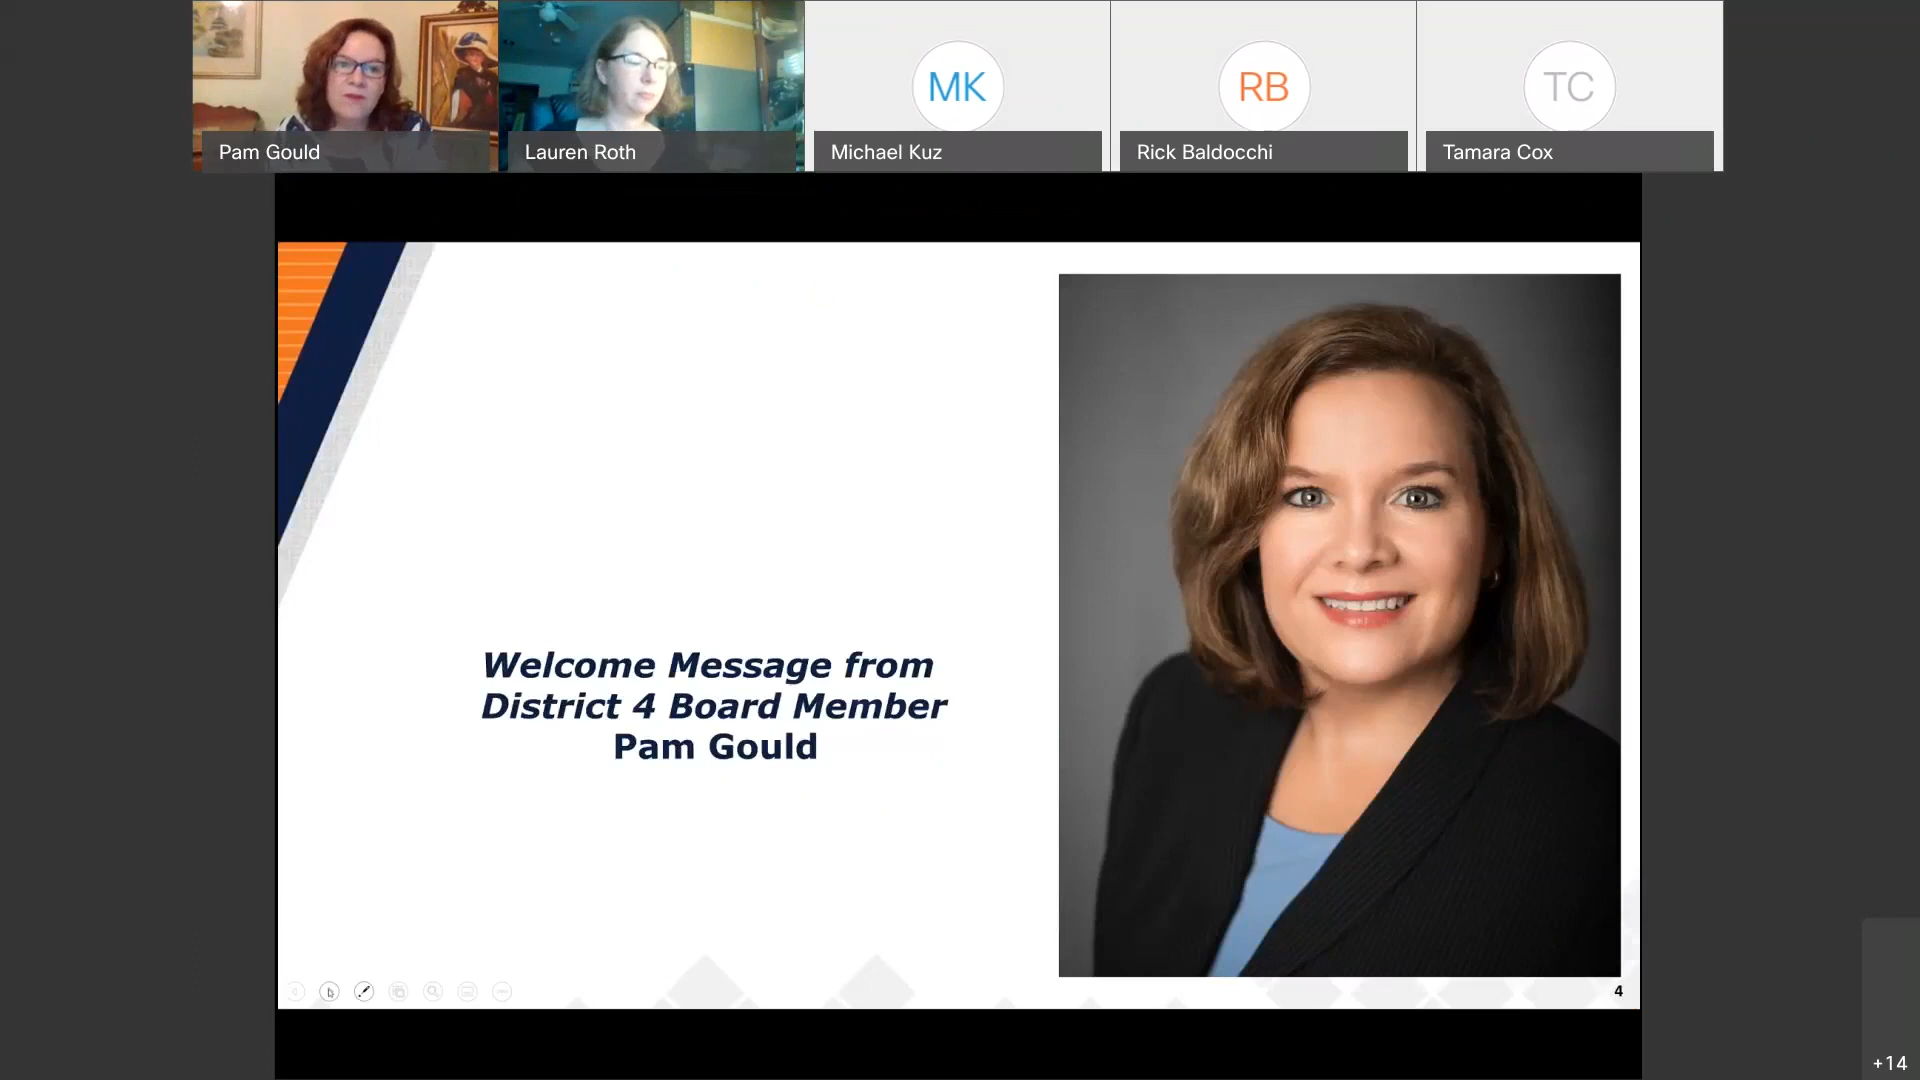 Pam Gould
Lauren Roth
MK
Michael Kuz
RB
Rick Baldocchi
TC
Tamara Cox
Welcome Message from
District 4 Board Member
Pam Gould
4
+14